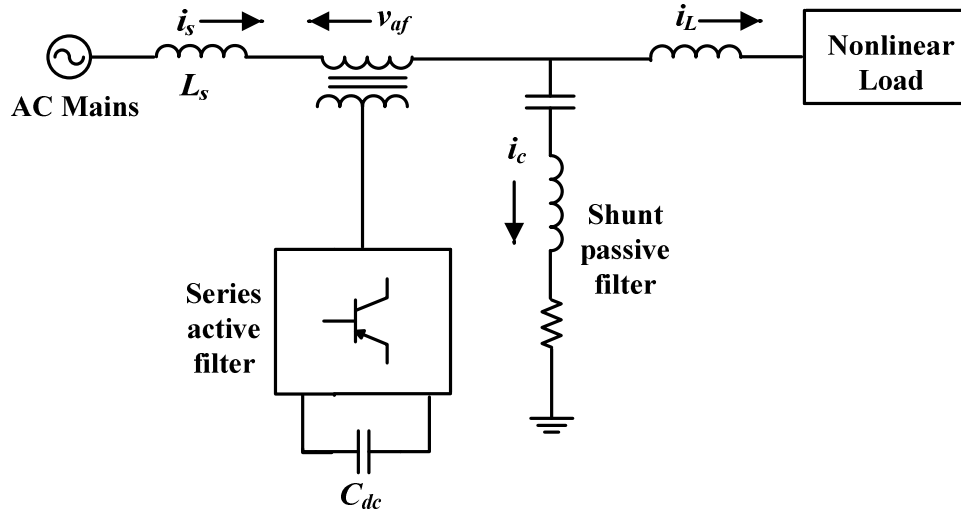 i_s
v_af
i_L
L_s
AC Mains
Nonlinear
Load
i_c
Shunt
passive
filter
Series
active
filter
C_dc